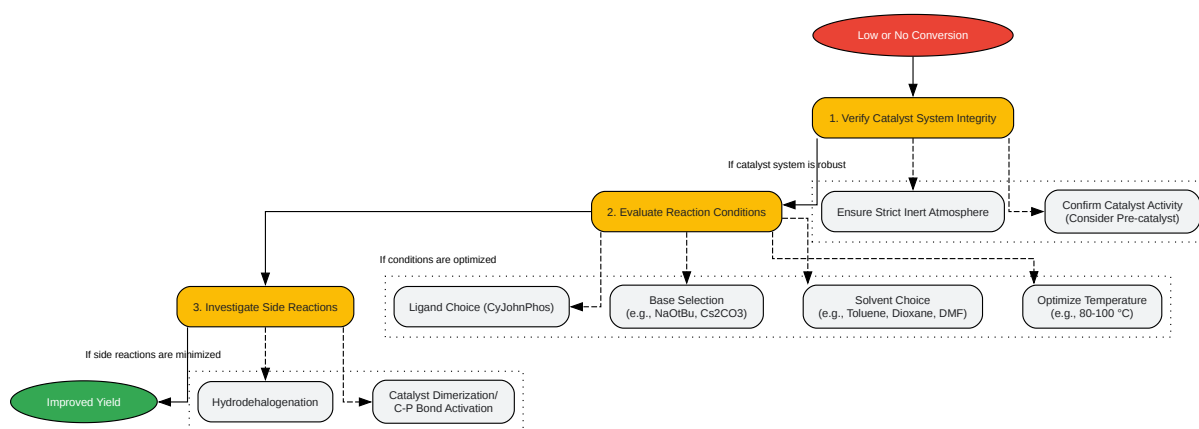 Low or No Conversion
1. Verify Catalyst System Integrity
If catalyst system is robust
Ensure Strict Inert Atmosphere
Confirm Catalyst Activity
(Consider Pre-catalyst)
2. Evaluate Reaction Conditions
If conditions are optimized
Ligand Choice (CyJohnPhos)
Base Selection
(e.g., NaOtBu, Cs2CO3)
Solvent Choice
(e.g., Toluene, Dioxane, DMF)
Optimize Temperature
(e.g., 80-100 °C)
3. Investigate Side Reactions
If side reactions are minimized
Improved Yield
Hydrodehalogenation
Catalyst Dimerization/
C-P Bond Activation